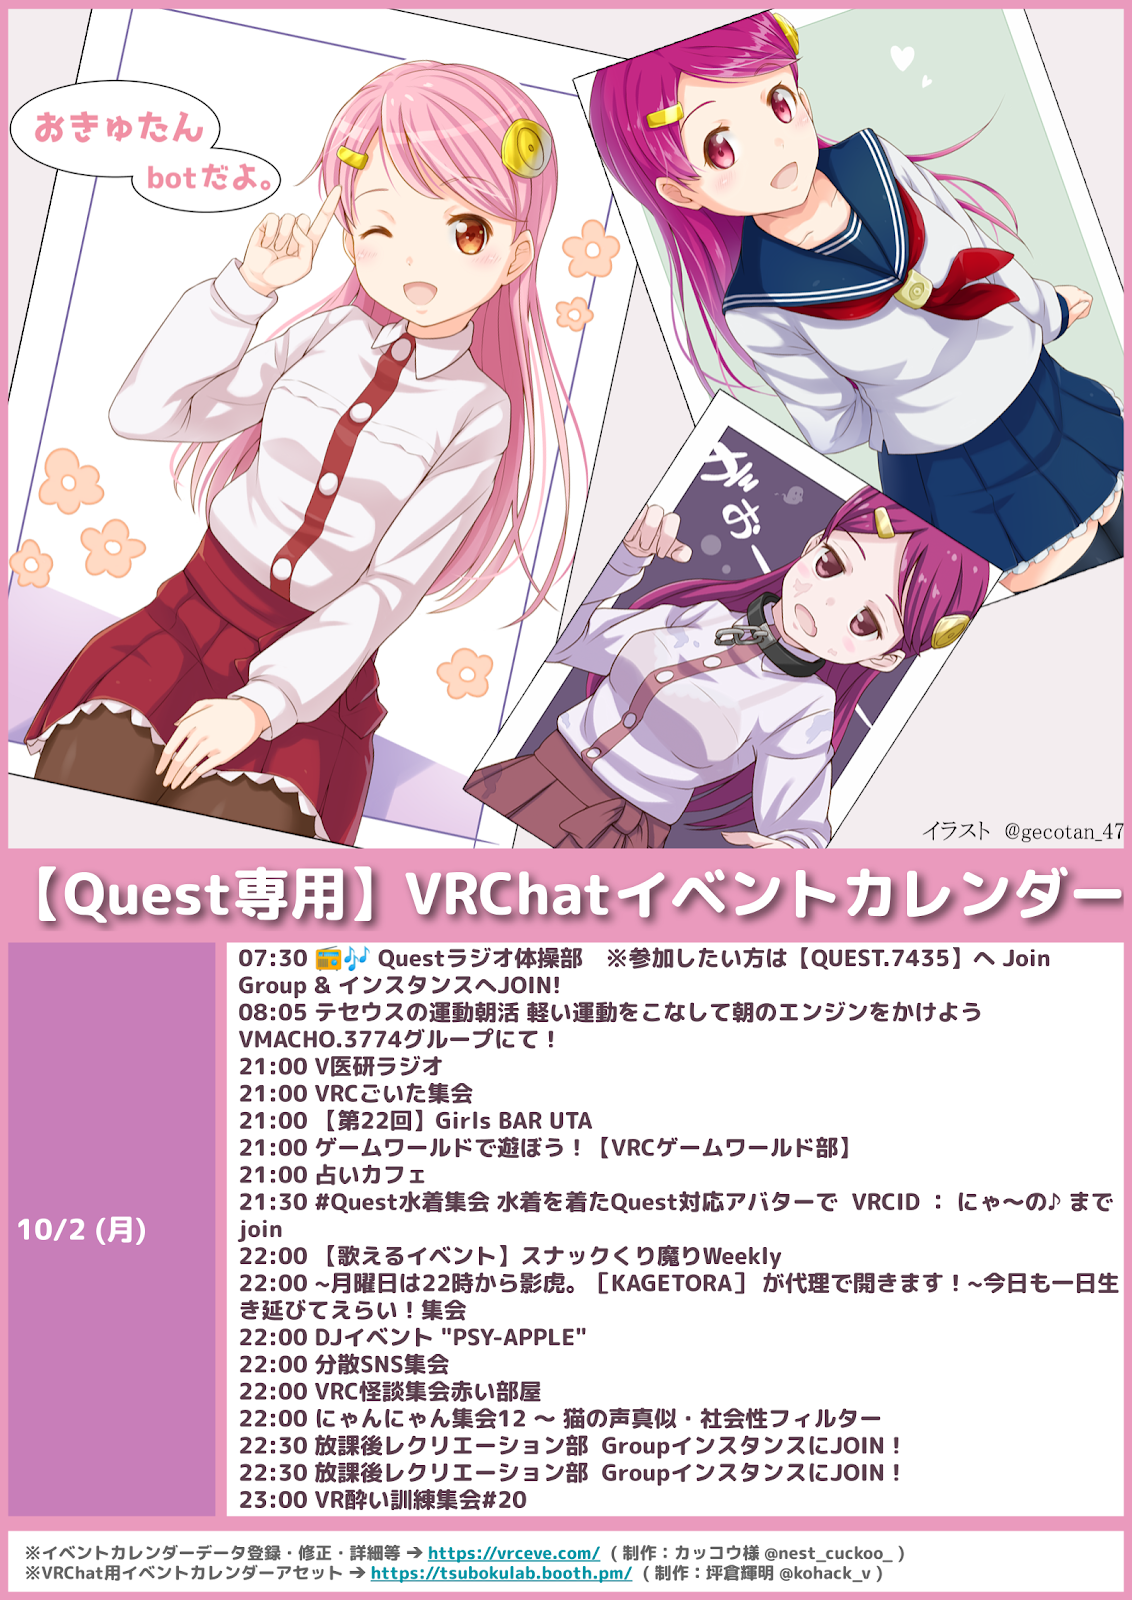 おきゅたん
botだよ。
がおー
イラスト @gecotan_47
【Quest専用】VRChatイベントカレンダー
10/2 (月)
07:30 📻🎶 Questラジオ体操部　※参加したい方は【QUEST.7435】へ Join
Group & インスタンスへJOIN!
08:05 テセウスの運動朝活 軽い運動をこなして朝のエンジンをかけよう
VMACHO.3774グループにて！
21:00 V医研ラジオ
21:00 VRCごいた集会
21:00 【第22回】Girls BAR UTA
21:00 ゲームワールドで遊ぼう！【VRCゲームワールド部】
21:00 占いカフェ
21:30 #Quest水着集会 水着を着たQuest対応アバターで VRCID ： にゃ～の♪ まで
join
22:00 【歌えるイベント】スナックくり魔りWeekly
22:00 ~月曜日は22時から影虎。［KAGETORA］ が代理で開きます！~今日も一日生
き延びてえらい！集会
22:00 DJイベント "PSY-APPLE"
22:00 分散SNS集会
22:00 VRC怪談集会赤い部屋
22:00 にゃんにゃん集会12 ～ 猫の声真似・社会性フィルター
22:30 放課後レクリエーション部 GroupインスタンスにJOIN！
22:30 放課後レクリエーション部 GroupインスタンスにJOIN！
23:00 VR酔い訓練集会#20
※イベントカレンダーデータ登録・修正・詳細等 ➔ https://vrceve.com/ ( 制作：カッコウ様 @nest_cuckoo_ )
※VRChat用イベントカレンダーアセット ➔ https://tsubokulab.booth.pm/ ( 制作：坪倉輝明 @kohack_v )